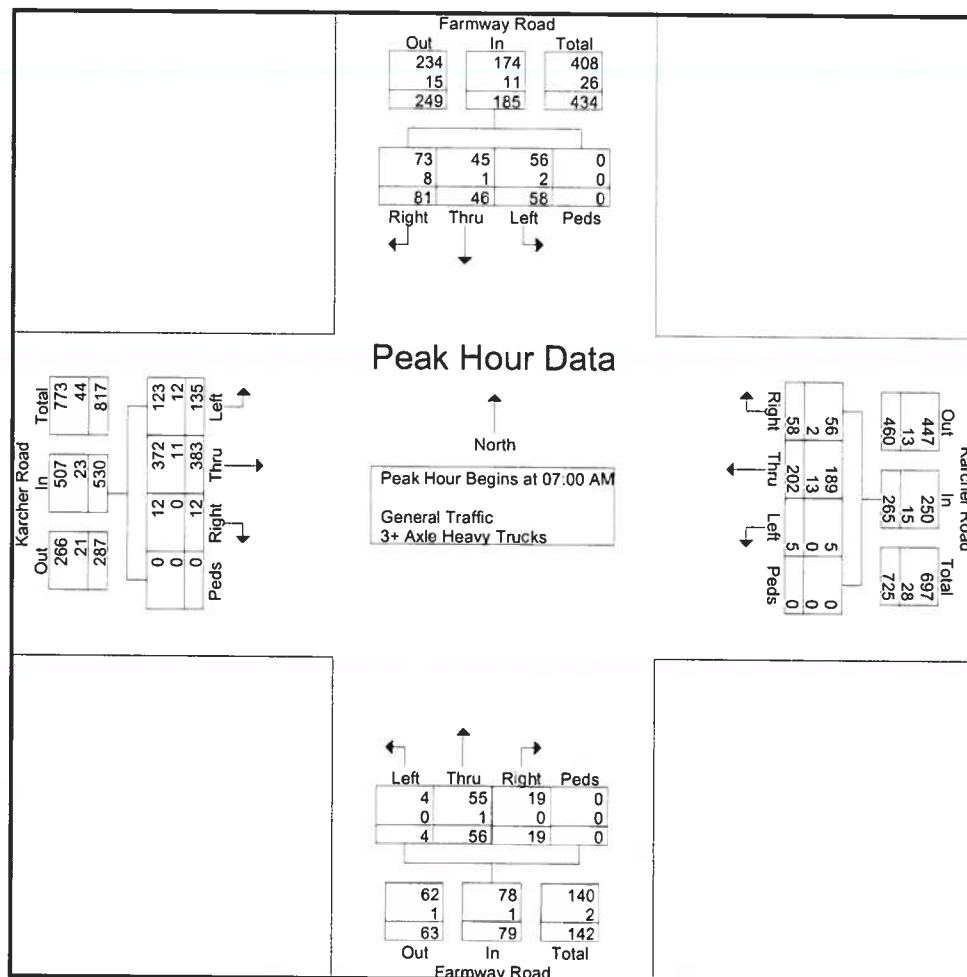 Farmway Road
Out In Total
234 174 408
15 11 26
249 185 434
73 45 56 0
8 1 2 0
81 46 58 0
Right Thru Left Peds
Peak Hour Data
North
Peak Hour Begins at 07:00 AM
General Traffic
3+ Axle Heavy Trucks
Karcher Road
Out In Total
266 507 773
21 23 44
287 530 817
Peds Right Thru Left
0 12 372 123
0 0 11 12
0 12 383 135
Karcher Road
Out In Total
447 250 697
13 15 28
460 265 725
56 189 5 0
2 13 0 0
58 202 5 0
Right Thru Left Peds
Left Thru Right Peds
4 55 19 0
0 1 0 0
4 56 19 0
62 78 140
1 1 2
63 79 142
Out In Total
Farmway Road